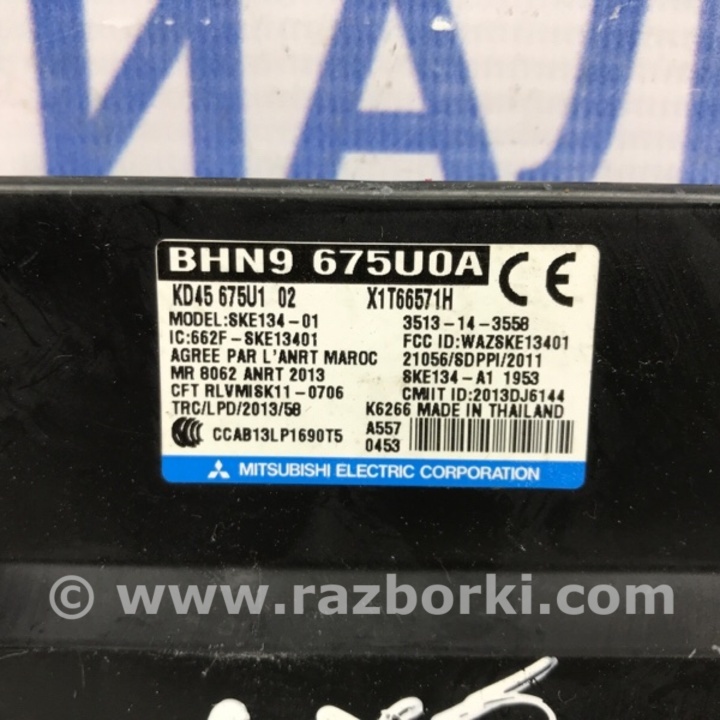 ИАЛ
BHN9 675U0A
CE
KD45 675U1 02 X1T66571H
MODEL:SKE134-01 3513-14-3558
IC:662F-SKE13401 FCC ID:WAZSKE13401
AGREE PAR L'ANRT MAROC 21056/SDPPI/2011
MR 8062 ANRT 2013 SKE134-A1 1953
CFT RLVMISK11-0706 CMIIT ID:2013DJ6144
TRC/LPD/2013/58 K6266 MADE IN THAILAND
CCAB13LP1690T5 A557
0453
MITSUBISHI ELECTRIC CORPORATION
© www.razborki.com